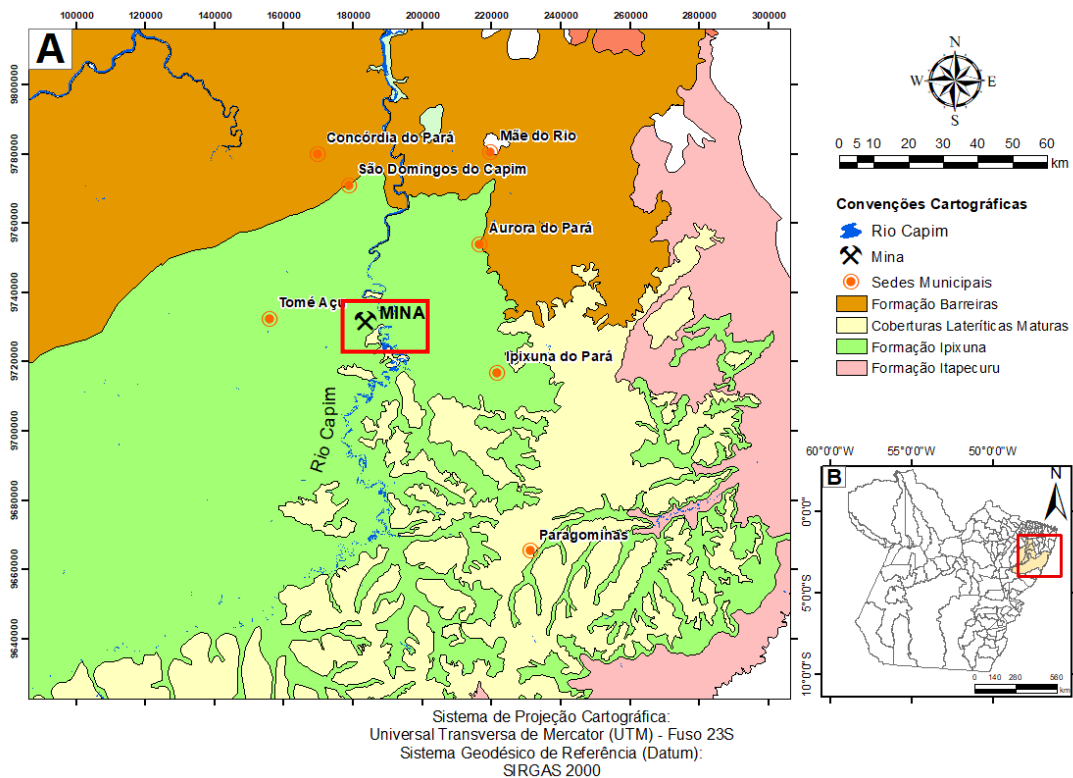 100000 120000 140000 160000 180000 200000 220000 240000 260000 280000 300000
A
9800000
9780000
9760000
9740000
9720000
9700000
9680000
9660000
9640000
Concórdia do Pará
Mãe do Rio
São Domingos do Capim
Aurora do Pará
Tomé Açu
MINA
Ipixuna do Pará
Rio Capim
Paragominas
N
W E
S
0 5 10 20 30 40 50 60
km
Convenções Cartográficas
Rio Capim
Mina
Sedes Municipais
Formação Barreiras
Coberturas Lateríticas Maturas
Formação Ipixuna
Formação Itapecuru
60°0'0"W 55°0'0"W 50°0'0"W
B
N
0°0'0"
5°0'0"S
10°0'0"S
0 140 280 560
km
Sistema de Projeção Cartográfica:
Universal Transversa de Mercator (UTM) - Fuso 23S
Sistema Geodésico de Referência (Datum):
SIRGAS 2000